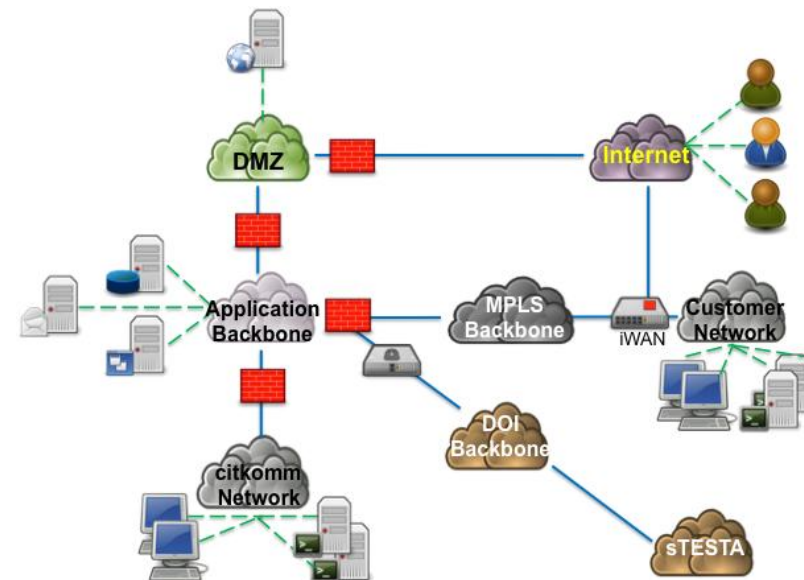 DMZ
Internet
Application
Backbone
MPLS
Backbone
iWAN
Customer
Network
DOI
Backbone
citkomm
Network
sTESTA